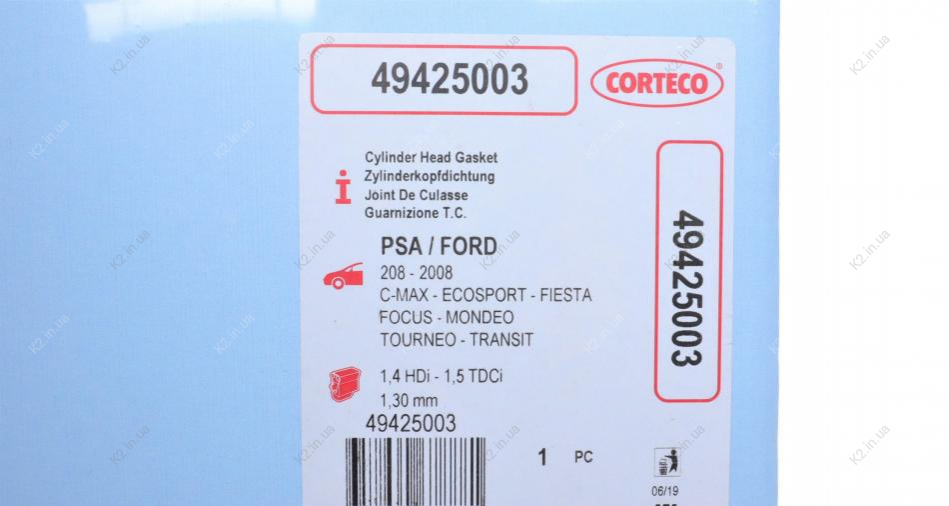 49425003
CORTECO®
Cylinder Head Gasket
Zylinderkopfdichtung
Joint De Culasse
Guarnizione T.C.
PSA / FORD
208 - 2008
C-MAX - ECOSPORT - FIESTA
FOCUS - MONDEO
TOURNEO - TRANSIT
1,4 HDi - 1,5 TDCi
1,30 mm
49425003
1 PC
06/19
49425003
K2.in.ua